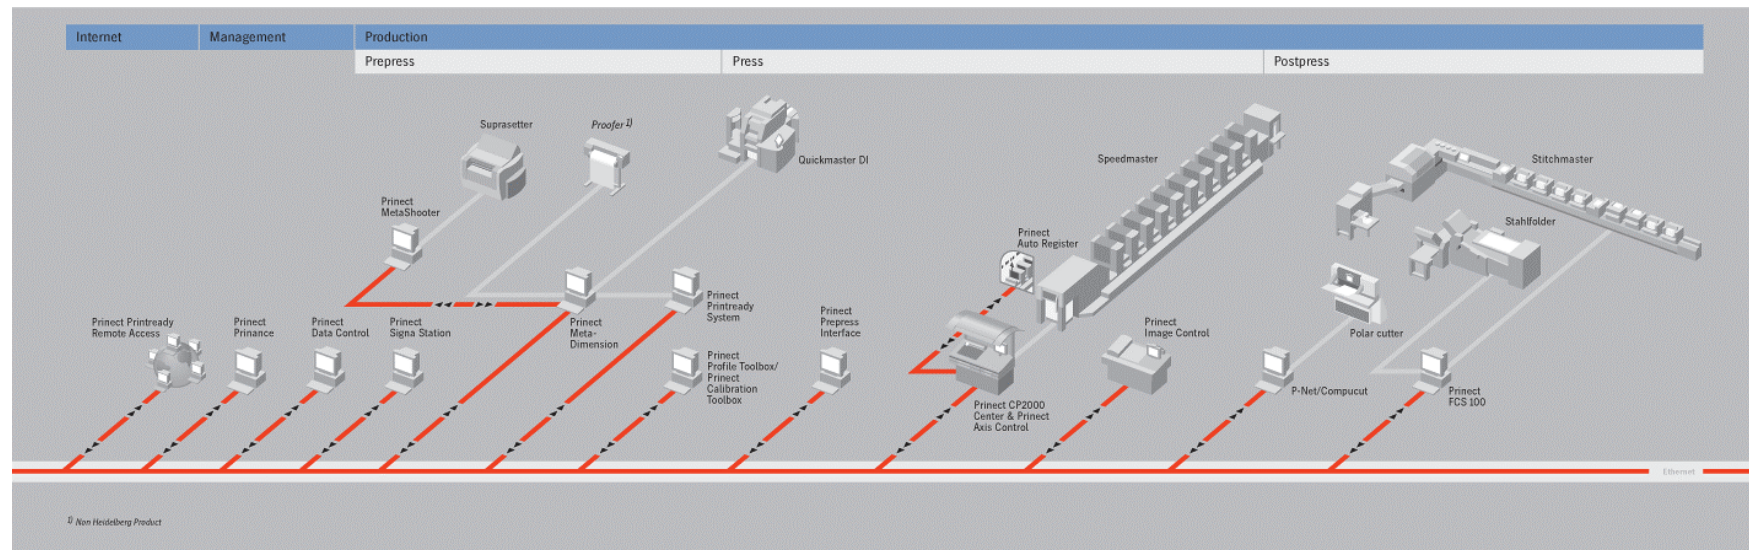 Internet
Management
Production
Prepress
Press
Postpress
Suprasetter
Proofer 1)
Quickmaster DI
Speedmaster
Stitchmaster
Prinect
MetaShooter
Stahlfolder
Prinect
Auto Register
Prinect
Printready
System
Prinect Printready
Remote Access
Prinect
Prinance
Prinect
Data Control
Prinect
Signa Station
Prinect
Meta-
Dimension
Prinect
Prepress
Interface
Prinect
Image Control
Polar cutter
Prinect
Profile Toolbox/
Prinect
Calibration
Toolbox
Prinect CP2000
Center & Prinect
Axis Control
P-Net/Compucut
Prinect
FCS 100
Ethernet
1) Non Heidelberg Product